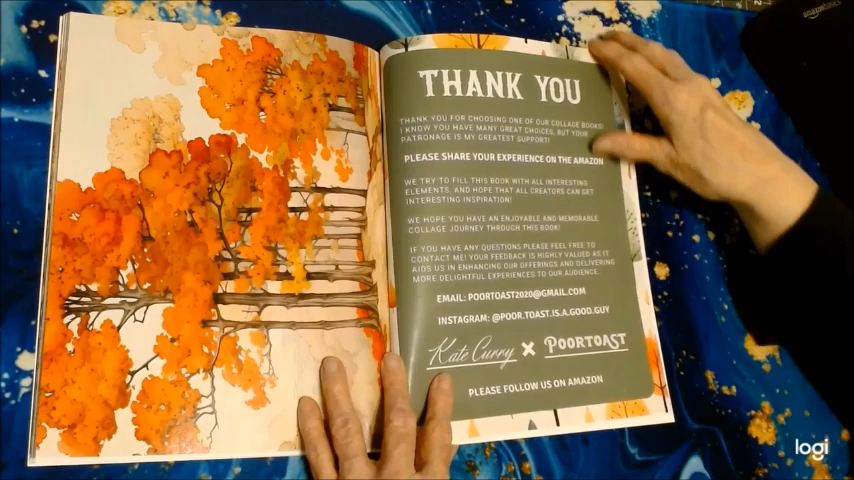 THANK YOU
THANK YOU FOR CHOOSING ONE OF OUR COLLAGE BOOKS!
I KNOW YOU HAVE MANY GREAT CHOICES, BUT YOUR
PATRONAGE IS MY GREATEST SUPPORT!
PLEASE SHARE YOUR EXPERIENCE ON THE AMAZON
WE TRY TO FILL THIS BOOK WITH ALL INTERESTING
ELEMENTS, AND HOPE THAT ALL CREATORS CAN GET
INTERESTING INSPIRATION!
WE HOPE YOU HAVE AN ENJOYABLE AND MEMORABLE
COLLAGE JOURNEY THROUGH THIS BOOK!
IF YOU HAVE ANY QUESTIONS PLEASE FEEL FREE TO
CONTACT ME! YOUR FEEDBACK IS HIGHLY VALUED AS IT
AIDS US IN ENHANCING OUR OFFERINGS AND DELIVERING
MORE DELIGHTFUL EXPERIENCES TO OUR AUDIENCE.
EMAIL: POORTOAST2020@GMAIL.COM
INSTAGRAM: @POOR.TOAST.IS.A.GOOD.GUY
Kate Curry X POORTOAST
PLEASE FOLLOW US ON AMAZON
logi